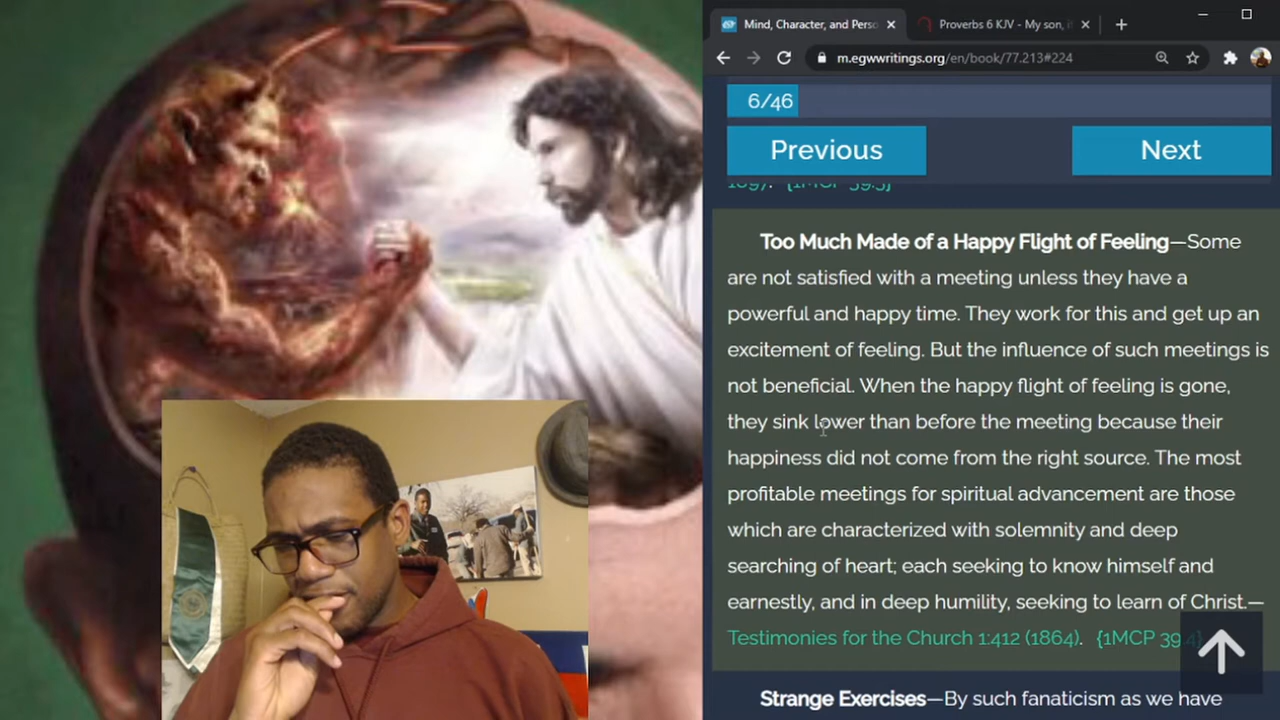 Mind, Character, and Perso
Proverbs 6 KJV - My son, i
m.egwwritings.org/en/book/77.213#224
6/46
Previous
Next
Too Much Made of a Happy Flight of Feeling—Some
are not satisfied with a meeting unless they have a
powerful and happy time. They work for this and get up an
excitement of feeling. But the influence of such meetings is
not beneficial. When the happy flight of feeling is gone,
they sink lower than before the meeting because their
happiness did not come from the right source. The most
profitable meetings for spiritual advancement are those
which are characterized with solemnity and deep
searching of heart; each seeking to know himself and
earnestly, and in deep humility, seeking to learn of Christ.—
Testimonies for the Church 1:412 (1864). {1MCP 39.4}
Strange Exercises—By such fanaticism as we have